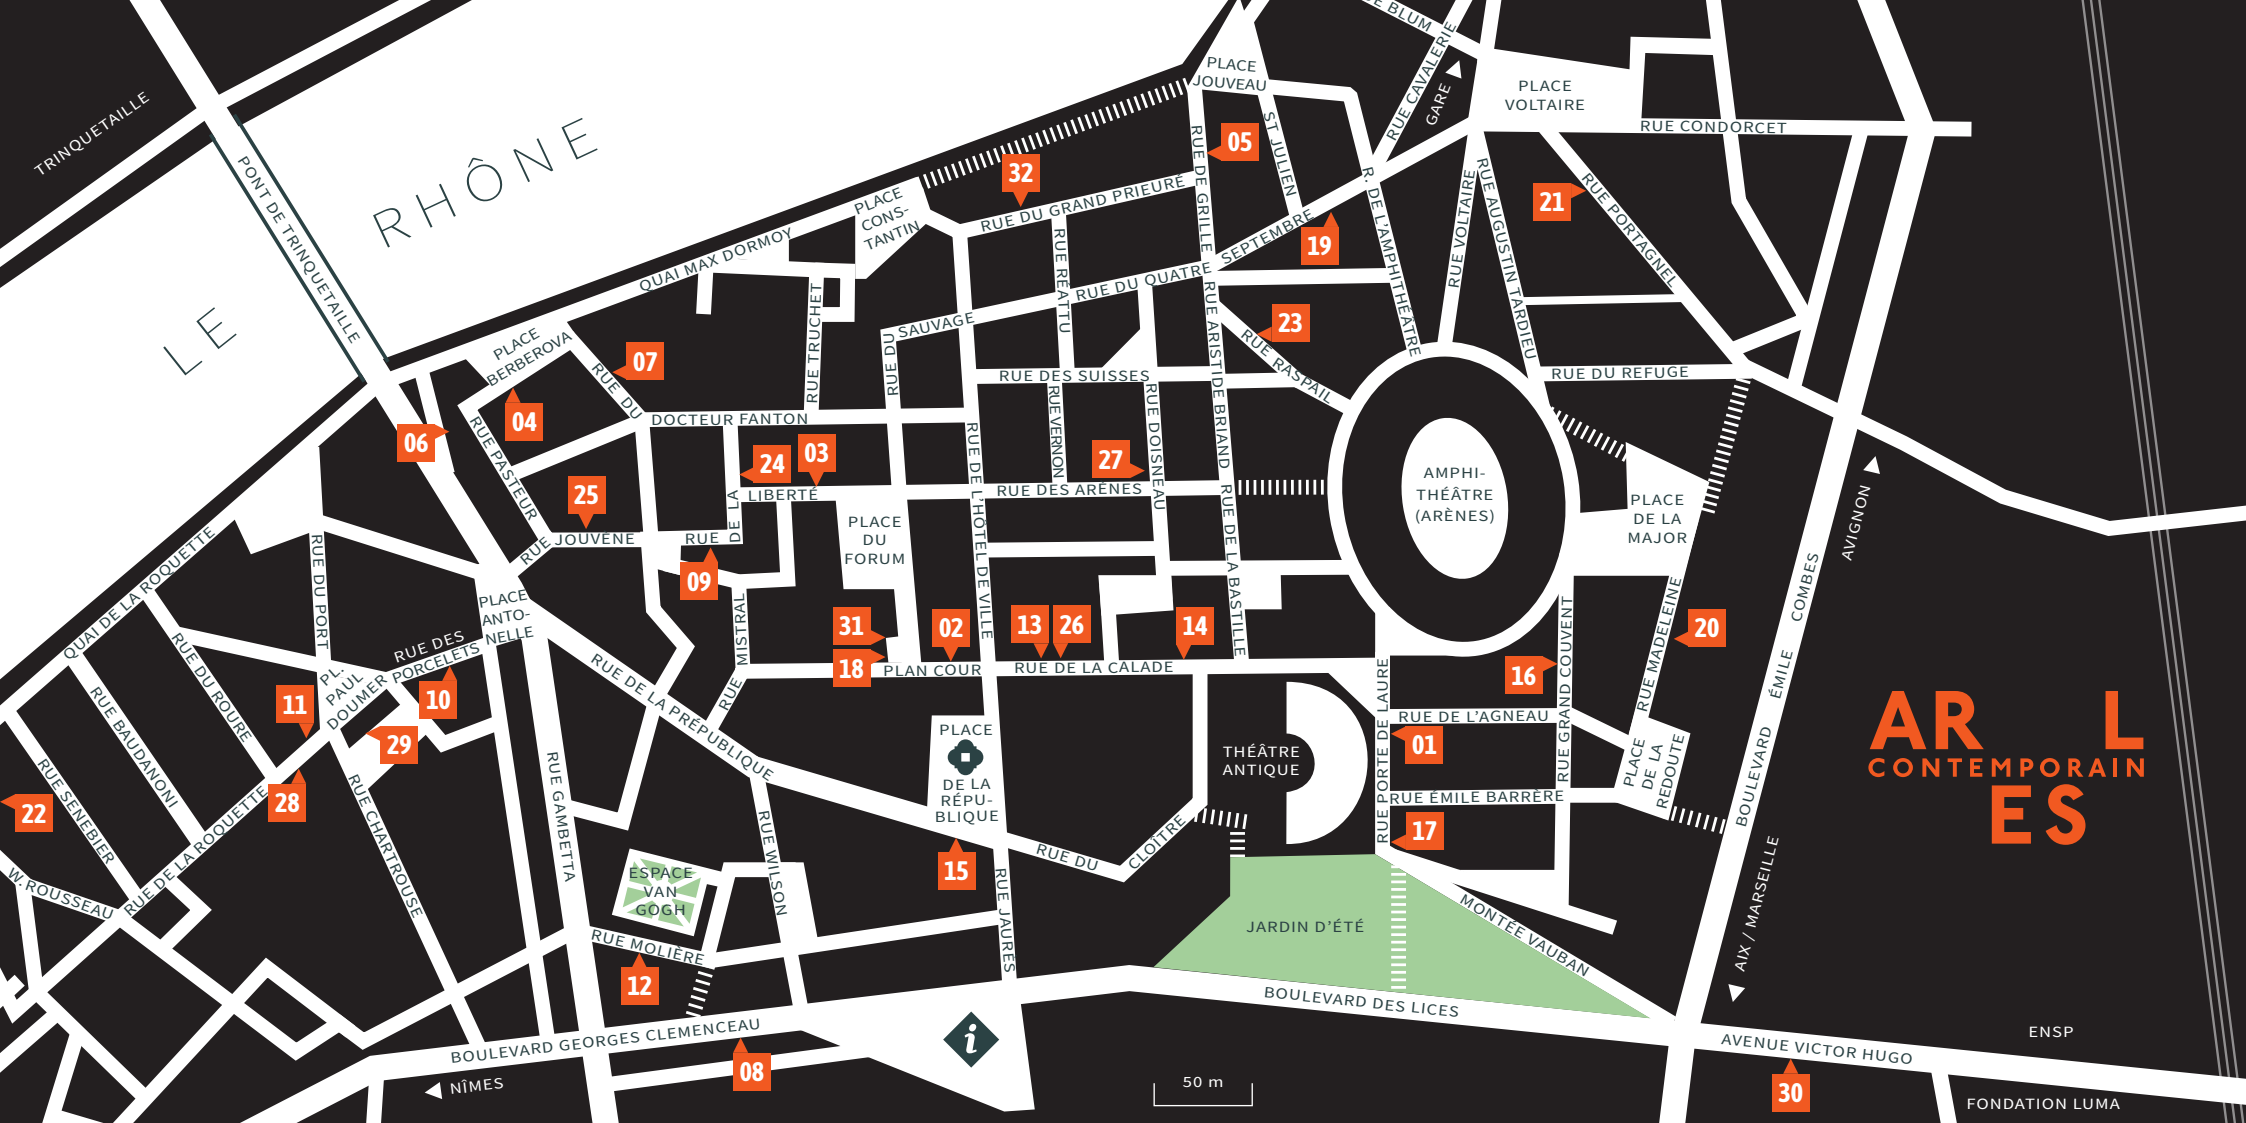 TRINQUETAILLE
LE
RHÔNE
PONT DE TRINQUETAILLE
QUAI MAX DORMOY
PLACE
CONS-
TANTIN
32
RUE DU GRAND PRIEURÉ
PLACE
JOUVEAU
05
ST JULIEN
RUE DE GRILLE
RUE CAVALERIE
GARE
PLACE
VOLTAIRE
RUE CONDORCET
R. DE L'AMPHITHÉATRE
RUE VOLTAIRE
RUE AUGUSTIN TARDIEU
21
RUE PORTAGNEL
19
RUE DU QUATRE SEPTEMBRE
RUE RÉATTU
RUE DU
SAUVAGE
RUE TRUCHET
PLACE
BERBEROVA
07
04
06
RUE DU
DOCTEUR FANTON
RUE PASTEUR
25
24
03
RUE JOUVÈNE
RUE
DE LA
LIBERTÉ
09
PLACE
DU
FORUM
RUE DES ARÈNES
RUE DES SUISSES
RUE VERNON
RUE DOISNEAU
27
RUE ARISTIDE BRIAND
RUE RASPAIL
23
RUE DE LA BASTILLE
RUE DE L'HÔTEL DE VILLE
AMPHI-
THÉÂTRE
(ARÈNES)
RUE DU REFUGE
PLACE
DE LA
MAJOR
AVIGNON
BOULEVARD ÉMILE COMBES
RUE MADELEINE
20
16
RUE GRAND COUVENT
RUE DE L'AGNEAU
01
RUE PORTE DE LAURE
RUE ÉMILE BARRÈRE
17
PLACE
DE LA
REDOUTE
AIX / MARSEILLE
QUAI DE LA ROQUETTE
RUE DU PORT
PLACE
ANTO-
NELLE
RUE DES
PORCELETS
RUE DU ROURE
PL.
PAUL
DOUMER
10
11
29
28
22
RUE BAUDANONI
RUE SENEBIER
RUE DE LA ROQUETTE
W. ROUSSEAU
RUE CHARTROUSE
RUE GAMBETTA
RUE DE LA PRÉPUBLIQUE
RUE
MISTRAL
31
18
02
13
26
14
PLAN COUR
RUE DE LA CALADE
PLACE
DE LA
RÉPU-
BLIQUE
15
THÉÂTRE
ANTIQUE
RUE DU
CLOÎTRE
RUE WILSON
RUE JAURÈS
ESPACE
VAN
GOGH
RUE MOLIÈRE
12
JARDIN D'ÉTÉ
MONTÉE VAUBAN
BOULEVARD DES LICES
BOULEVARD GEORGES CLEMENCEAU
NÎMES
08
i
50 m
AVENUE VICTOR HUGO
30
ENSP
FONDATION LUMA
AR L
CONTEMPORAIN
ES